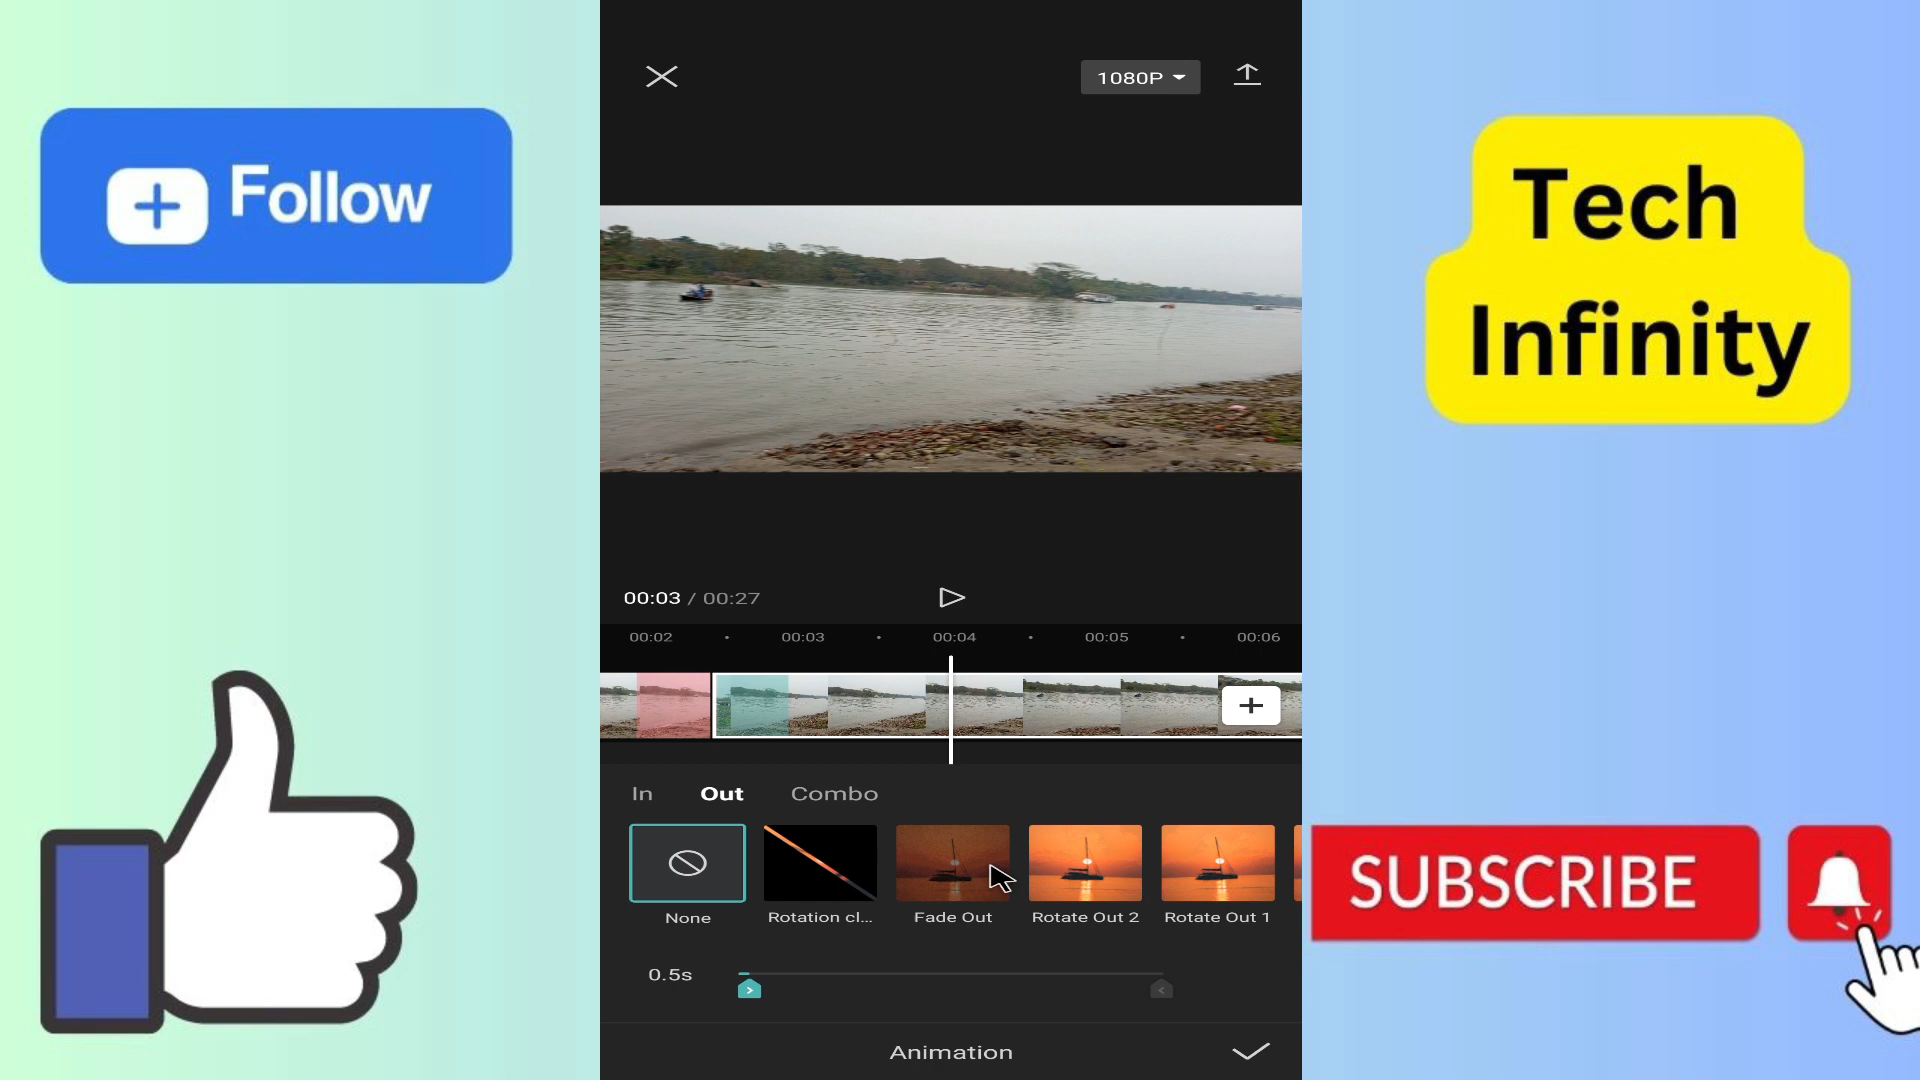 Follow
1080P
Tech
Infinity
00:03 / 00:27
00:02 00:03 00:04 00:05 00:06
In Out Combo
None Rotation cl... Fade Out Rotate Out 2 Rotate Out 1
SUBSCRIBE
0.5s
Animation